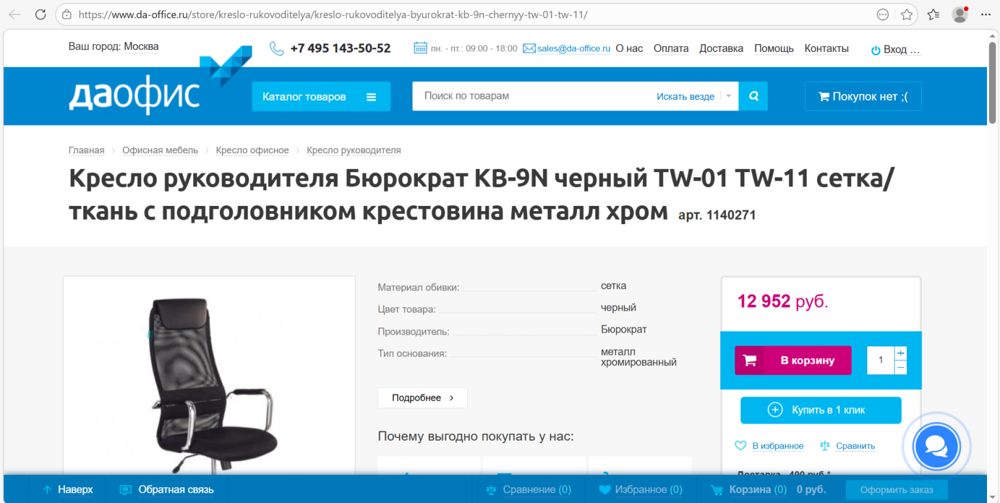 https://www.da-office.ru/store/kreslo-rukovoditelya/kreslo-rukovoditelya-byurokrat-kb-9n-chernyy-tw-01-tw-11/
Ваш город: Москва
+7 495 143-50-52
пн. - пт.: 09:00 - 18:00
sales@da-office.ru
О нас
Оплата
Доставка
Помощь
Контакты
Вход ...
даофис
Каталог товаров
Поиск по товарам
Искать везде
Покупок нет ;(
Главная > Офисная мебель > Кресло офисное > Кресло руководителя
Кресло руководителя Бюрократ KB-9N черный TW-01 TW-11 сетка/
ткань с подголовником крестовина металл хром арт. 1140271
Материал обивки: сетка
Цвет товара: черный
Производитель: Бюрократ
Тип основания: металл
хромированный
Подробнее >
Почему выгодно покупать у нас:
12 952 руб.
В корзину
1
+
−
Купить в 1 клик
В избранное
Сравнить
Доставка 490 руб.*
Наверх
Обратная связь
Сравнение (0)
Избранное (0)
Корзина (0) 0 руб.
Оформить заказ